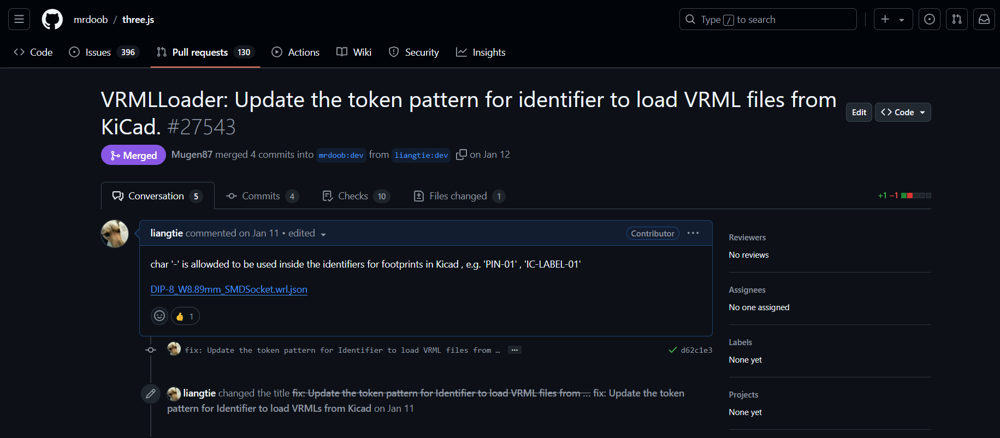 mrdoob / three.js
Type / to search
Code
Issues 396
Pull requests 130
Actions
Wiki
Security
Insights
VRMLLoader: Update the token pattern for identifier to load VRML files from
KiCad. #27543
Edit
Code
Merged
Mugen87 merged 4 commits into mrdoob:dev from liangtie:dev on Jan 12
Conversation 5
Commits 4
Checks 10
Files changed 1
+1 −1
liangtie commented on Jan 11 • edited
Contributor
char '-' is allowded to be used inside the identifiers for footprints in Kicad , e.g. 'PIN-01' , 'IC-LABEL-01'
DIP-8_W8.89mm_SMDSocket.wrl.json
👍 1
fix: Update the token pattern for Identifier to load VRML files from …
d62c1e3
liangtie changed the title fix: Update the token pattern for Identifier to load VRML files from ... fix: Update the token
pattern for Identifier to load VRMLs from Kicad on Jan 11
Reviewers
No reviews
Assignees
No one assigned
Labels
None yet
Projects
None yet